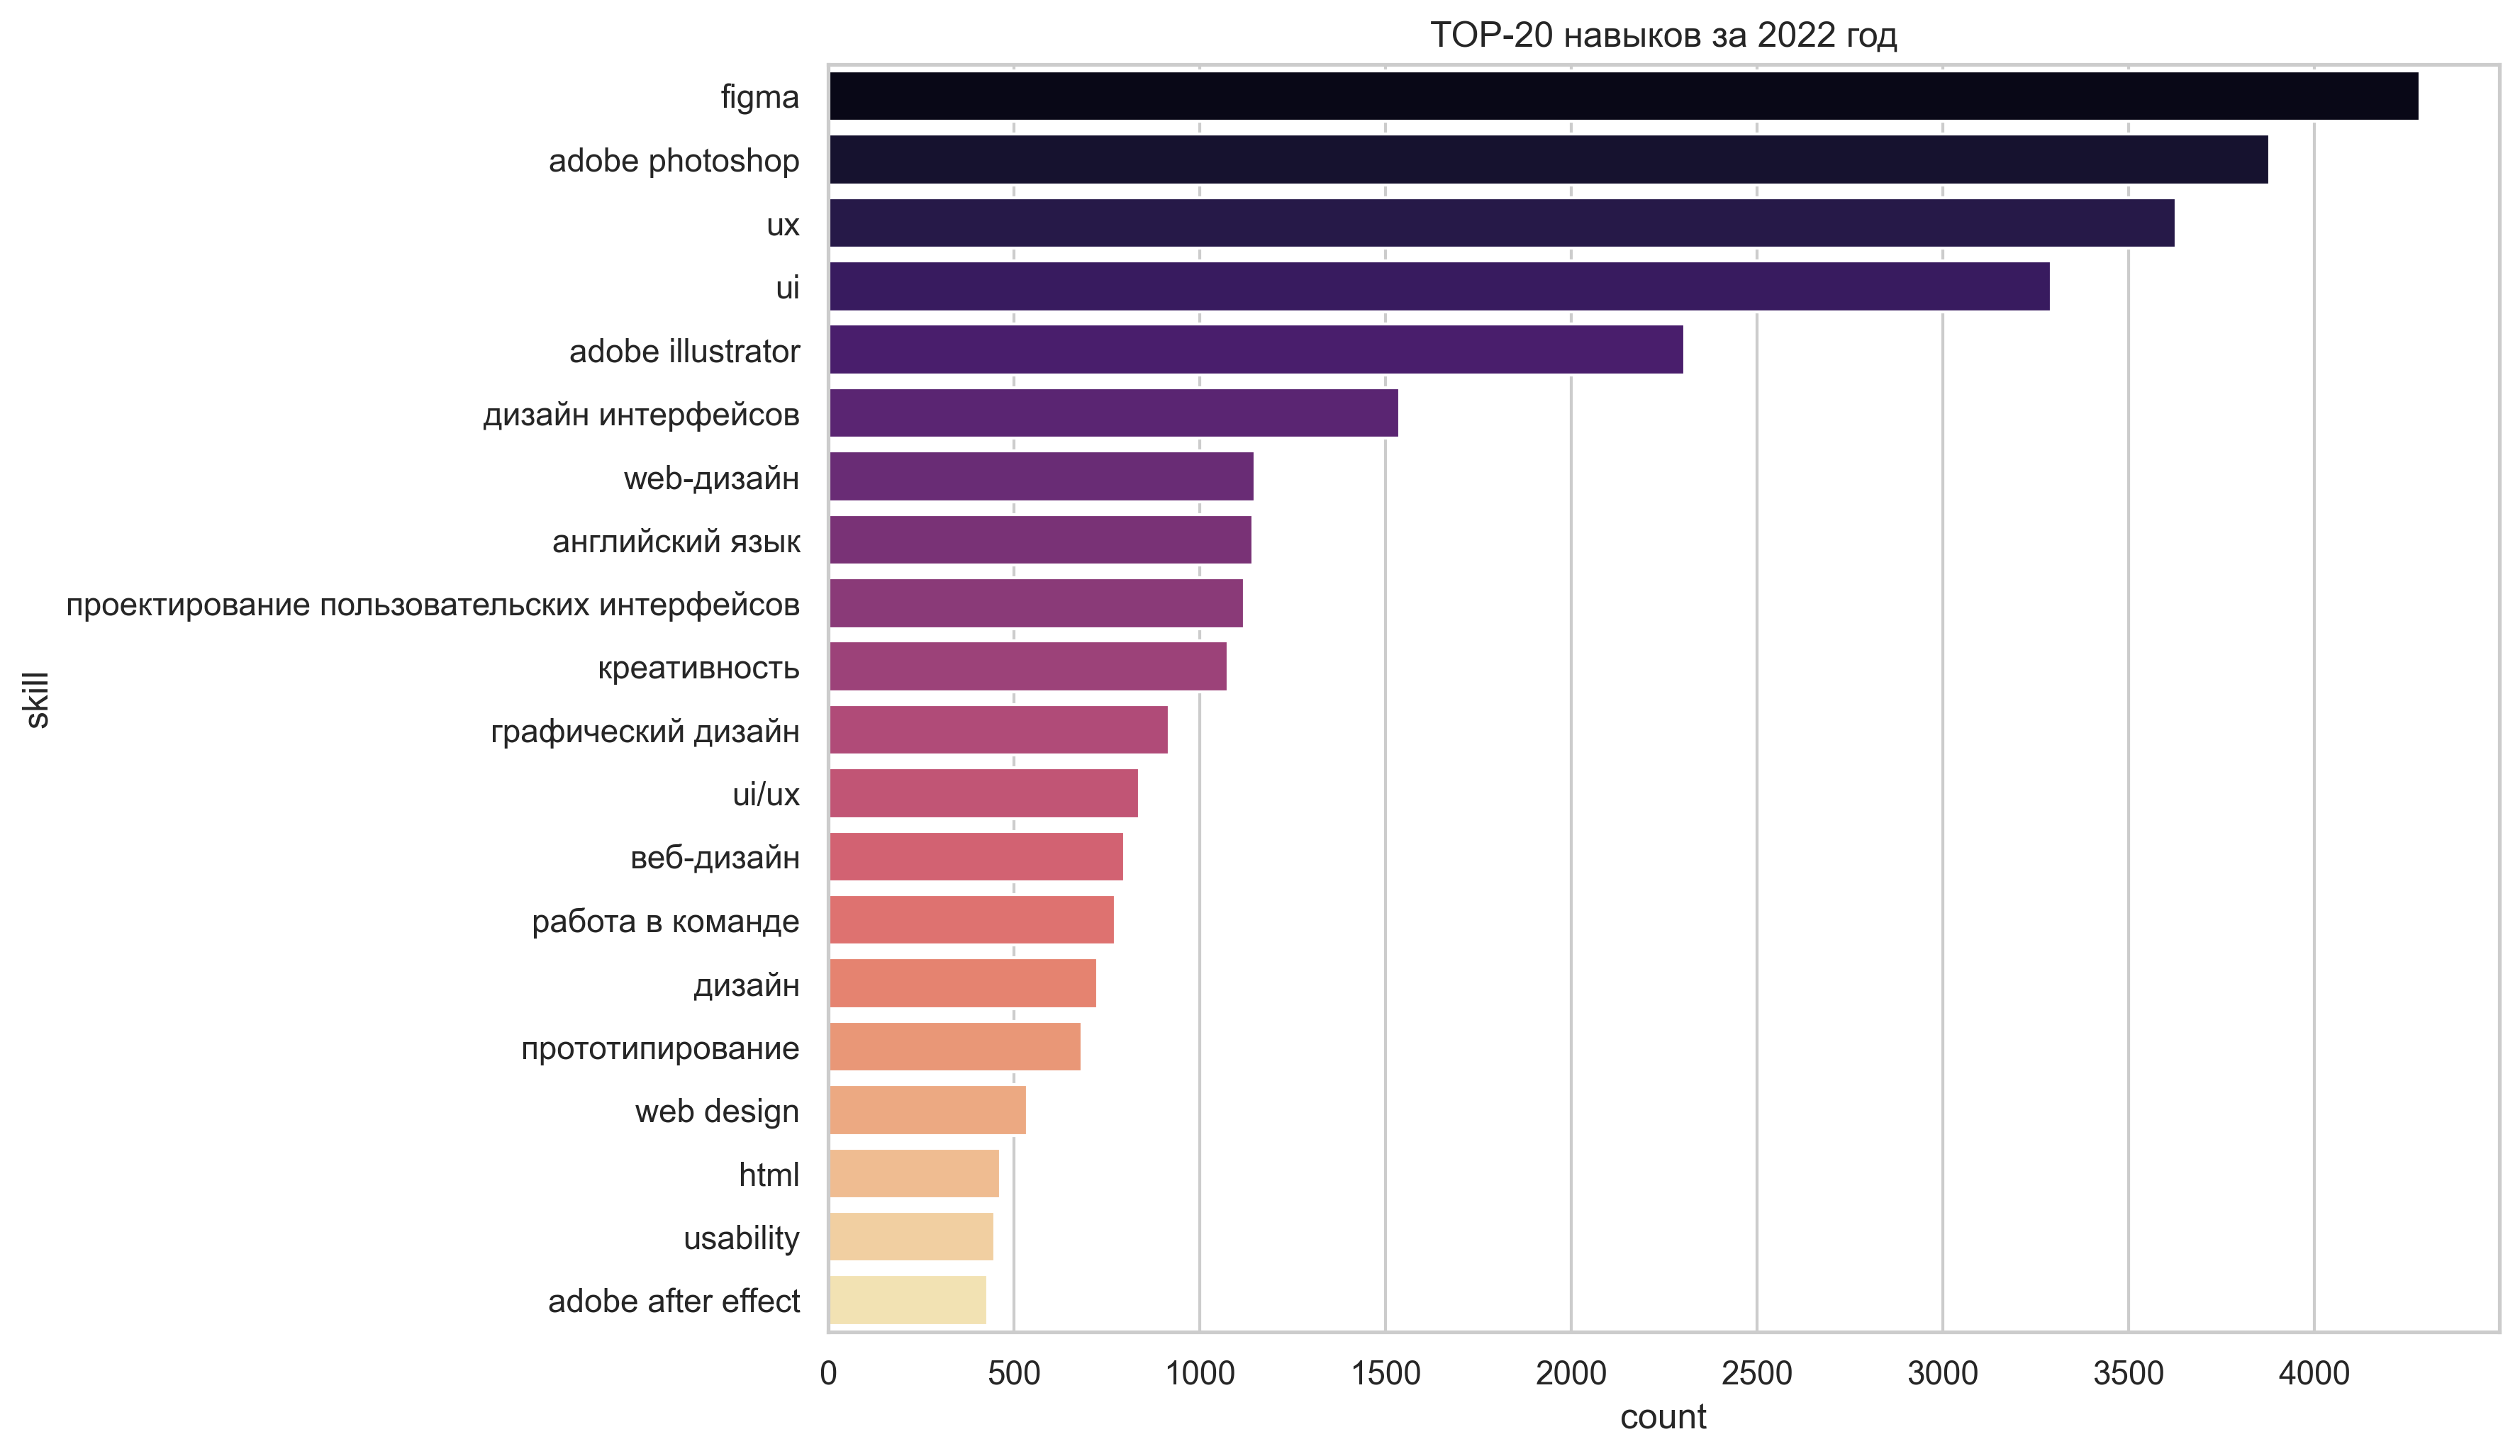 TOP-20 навыков за 2022 год
figma
adobe photoshop
ux
ui
adobe illustrator
дизайн интерфейсов
web-дизайн
английский язык
проектирование пользовательских интерфейсов
креативность
графический дизайн
ui/ux
веб-дизайн
работа в команде
дизайн
прототипирование
web design
html
usability
adobe after effect
skill
0 500 1000 1500 2000 2500 3000 3500 4000
count